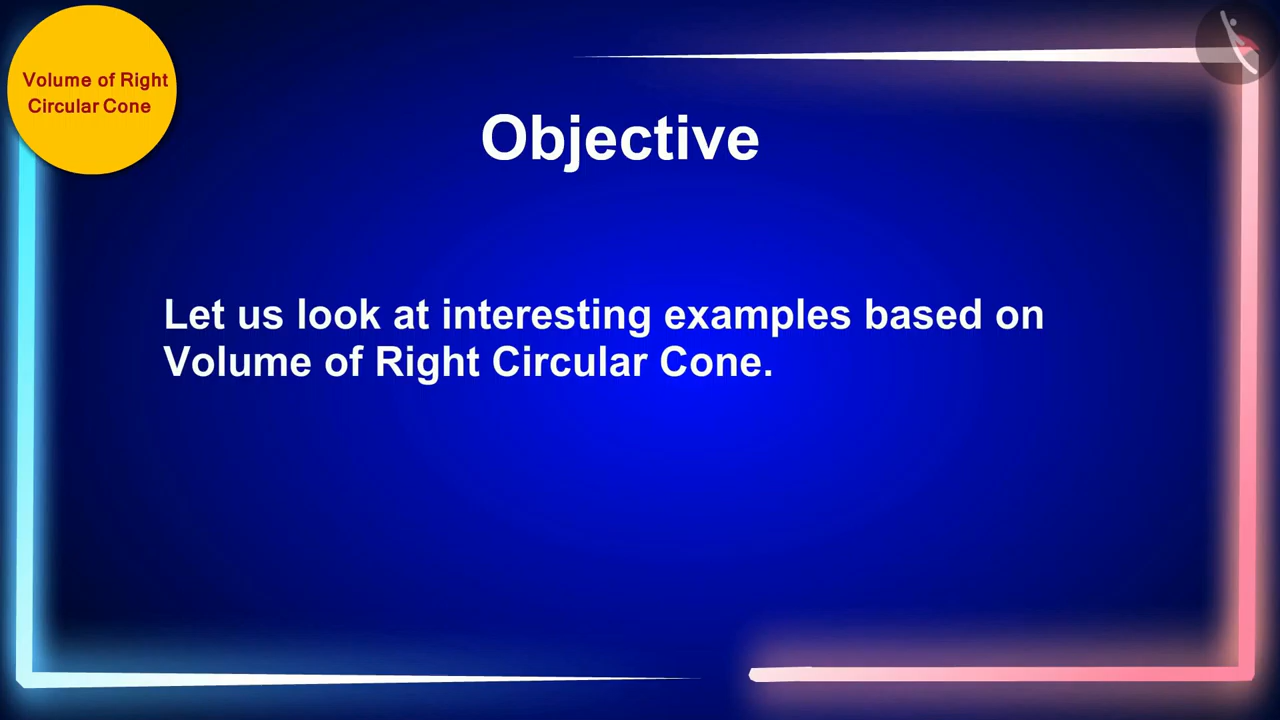 Volume of Right
Circular Cone
Objective
Let us look at interesting examples based on
Volume of Right Circular Cone.